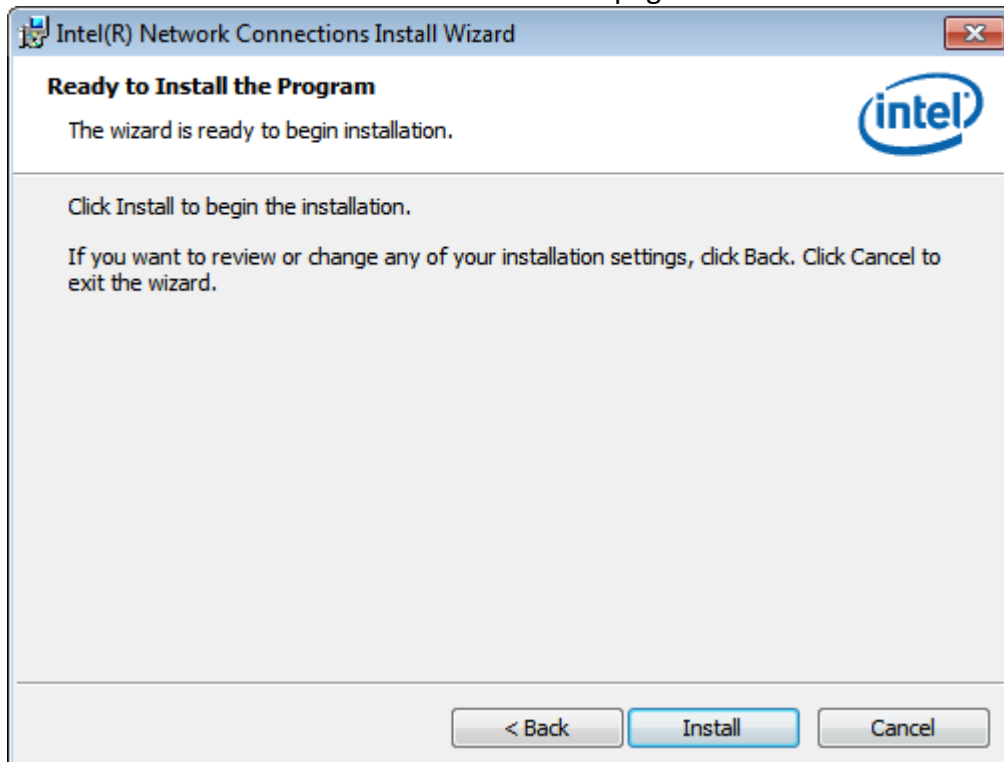 Intel(R) Network Connections Install Wizard
Ready to Install the Program
The wizard is ready to begin installation.
intel
Click Install to begin the installation.
If you want to review or change any of your installation settings, click Back. Click Cancel to
exit the wizard.
< Back
Install
Cancel